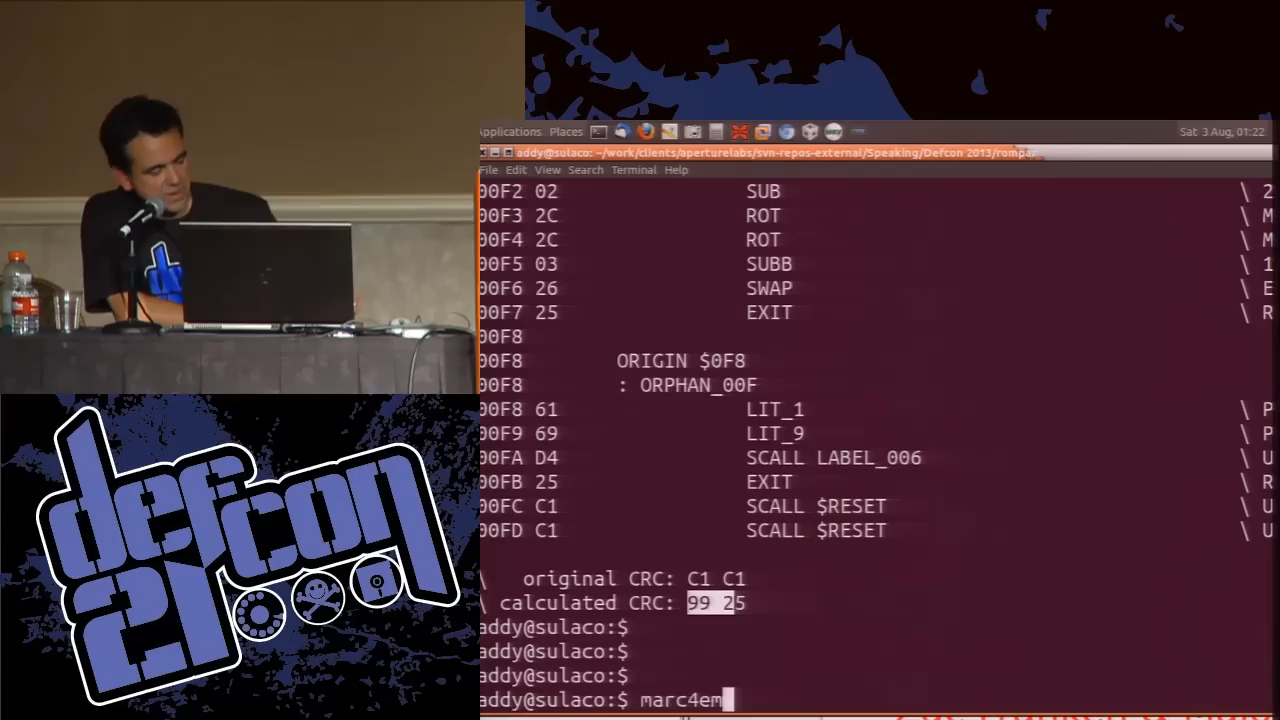 Applications Places Sat 3 Aug, 01:22
addy@sulaco: ~/work/clients/aperturelabs/svn-repos-external/Speaking/Defcon 2013/rompar
File Edit View Search Terminal Help
00F2 02 SUB \ 2
00F3 2C ROT \ M
00F4 2C ROT \ M
00F5 03 SUBB \ 1
00F6 26 SWAP \ E
00F7 25 EXIT \ R
00F8
00F8 ORIGIN $0F8
00F8 : ORPHAN_00F
00F8 61 LIT_1 \ P
00F9 69 LIT_9 \ P
00FA D4 SCALL LABEL_006 \ U
00FB 25 EXIT \ R
00FC C1 SCALL $RESET \ U
00FD C1 SCALL $RESET \ U
\ original CRC: C1 C1
\ calculated CRC: 99 25
addy@sulaco:$
addy@sulaco:$
addy@sulaco:$
addy@sulaco:$ marc4em
defcon
21